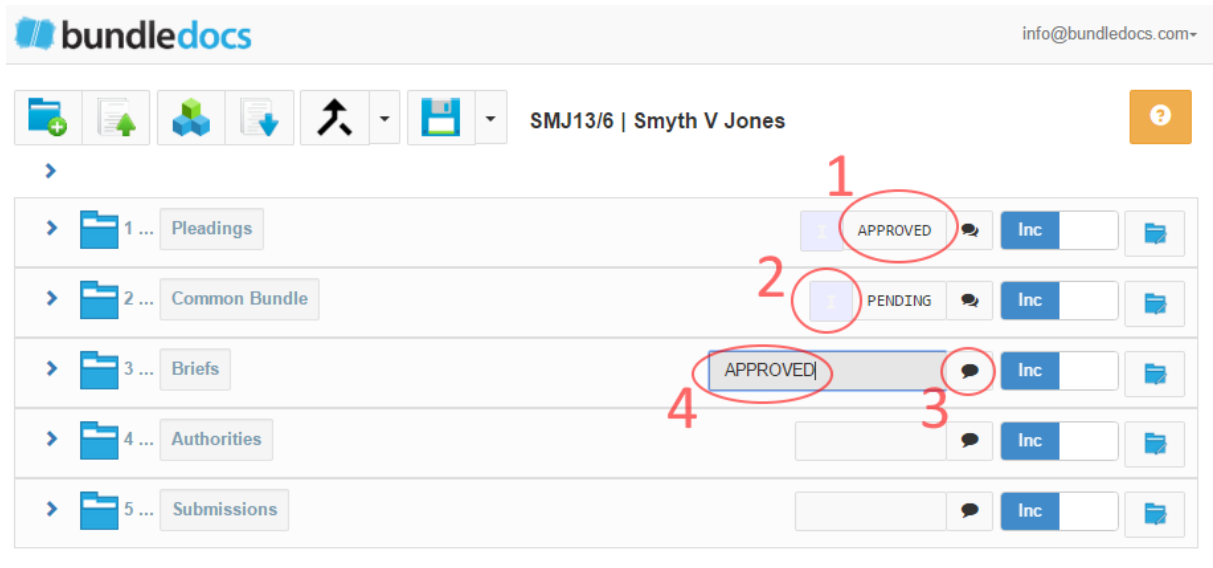 bundledocs info@bundledocs.com
SMJ13/6 | Smyth V Jones ?
1
1 ... Pleadings I APPROVED Inc
2
2 ... Common Bundle I PENDING Inc
3 ... Briefs APPROVED Inc
4 3
4 ... Authorities Inc
5 ... Submissions Inc